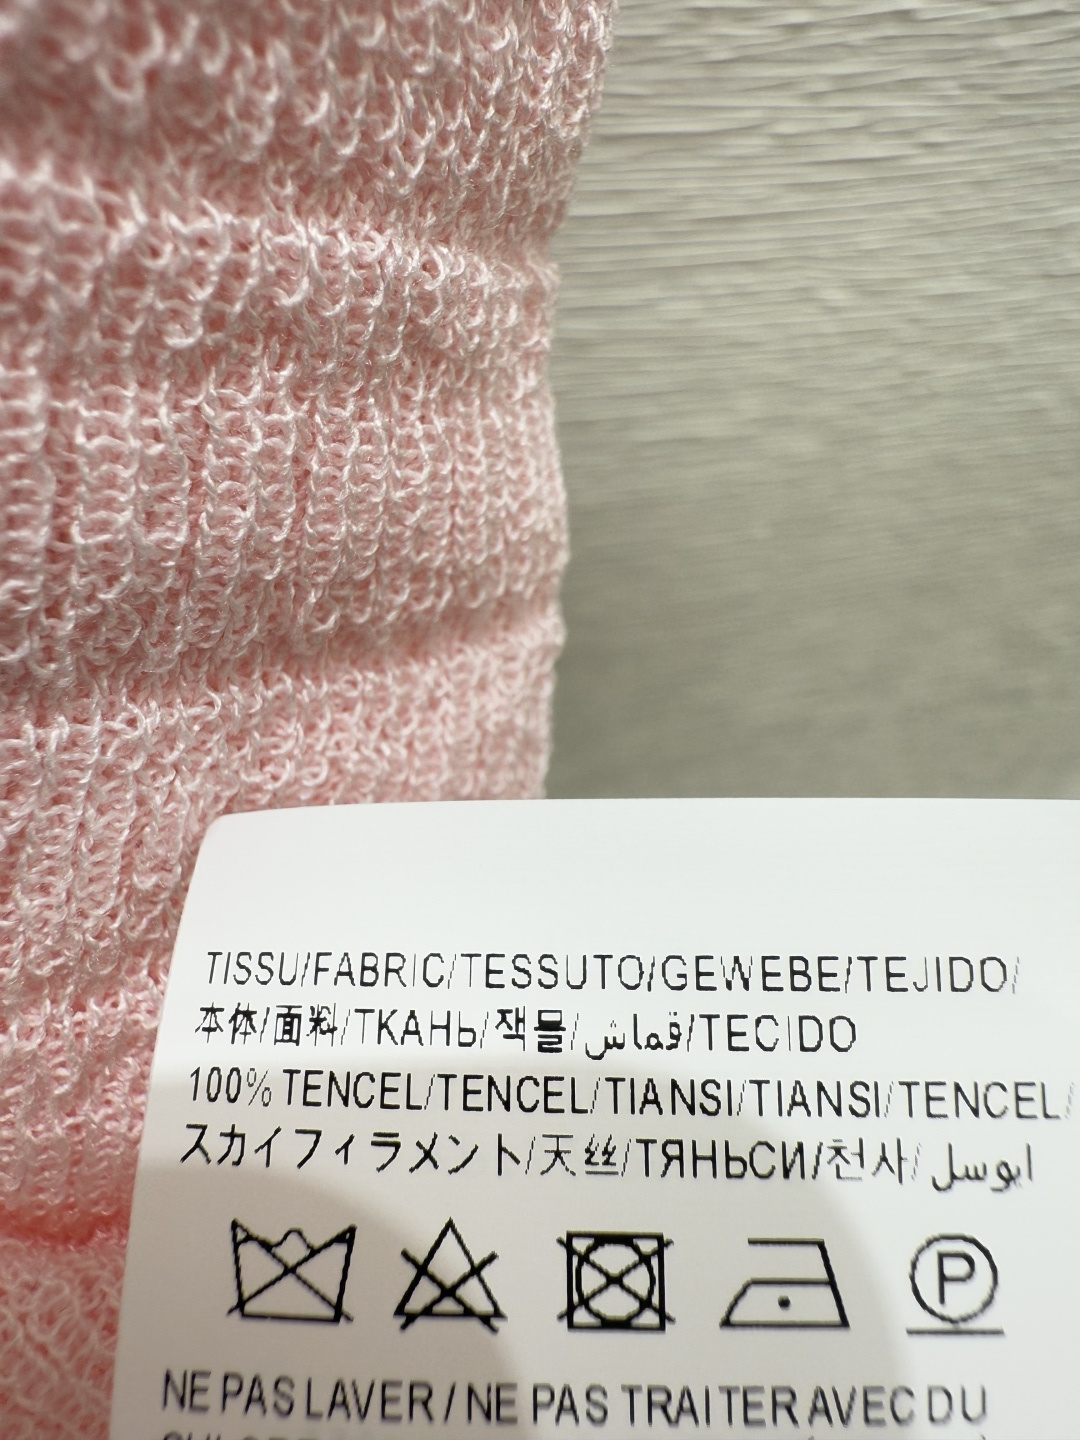 TISSU/FABRIC/TESSUTO/GEWEBE/TEJIDO/
本体/面料/ТКАНЬ/잭물/قماش/TECIDO
100% TENCEL/TENCEL/TIANSI/TIANSI/TENCEL/
スカイフィラメント/天丝/ТЯНЬСИ/천사/ايوسل
P
NE PAS LAVER / NE PAS TRAITER AVEC DU